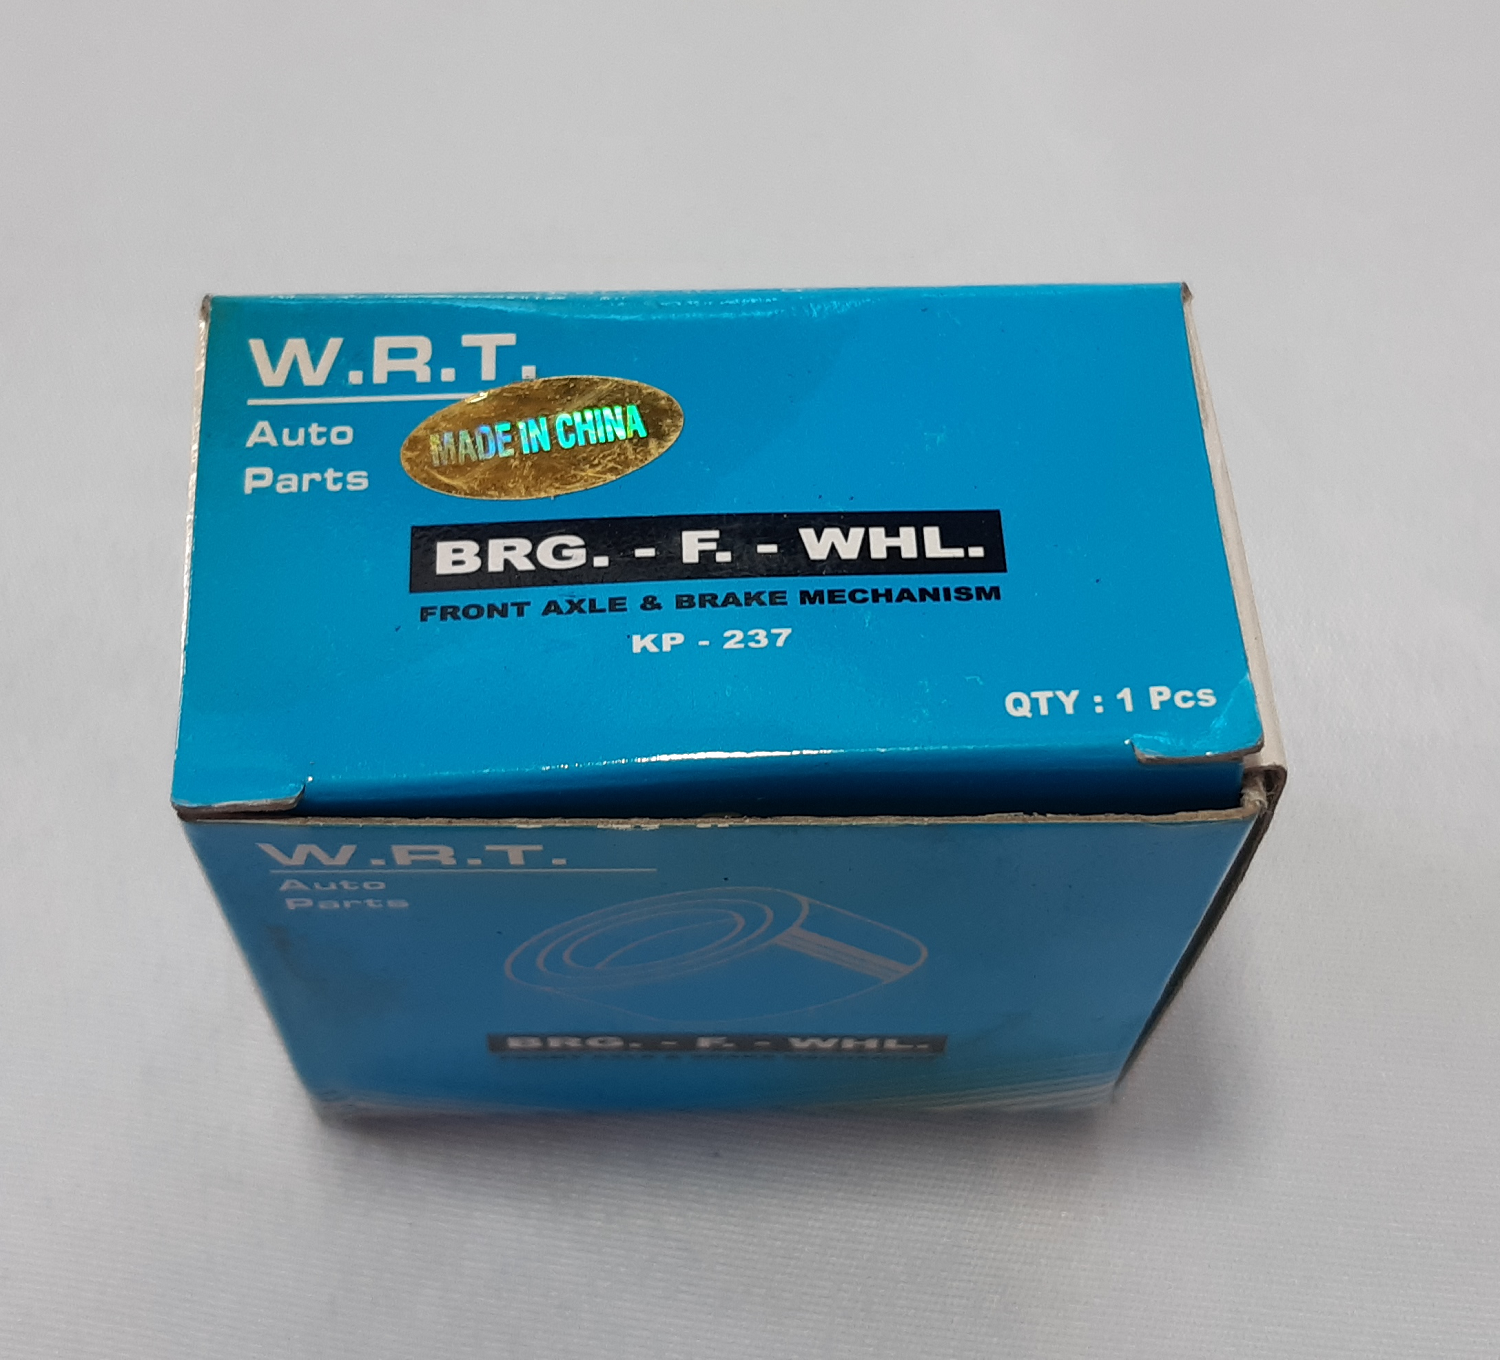 W.R.T.
Auto
Parts
MADE IN CHINA
BRG. - F. - WHL.
FRONT AXLE & BRAKE MECHANISM
KP - 237
QTY : 1 Pcs
W.R.T.
Auto
Parts
BRG. - F. - WHL.